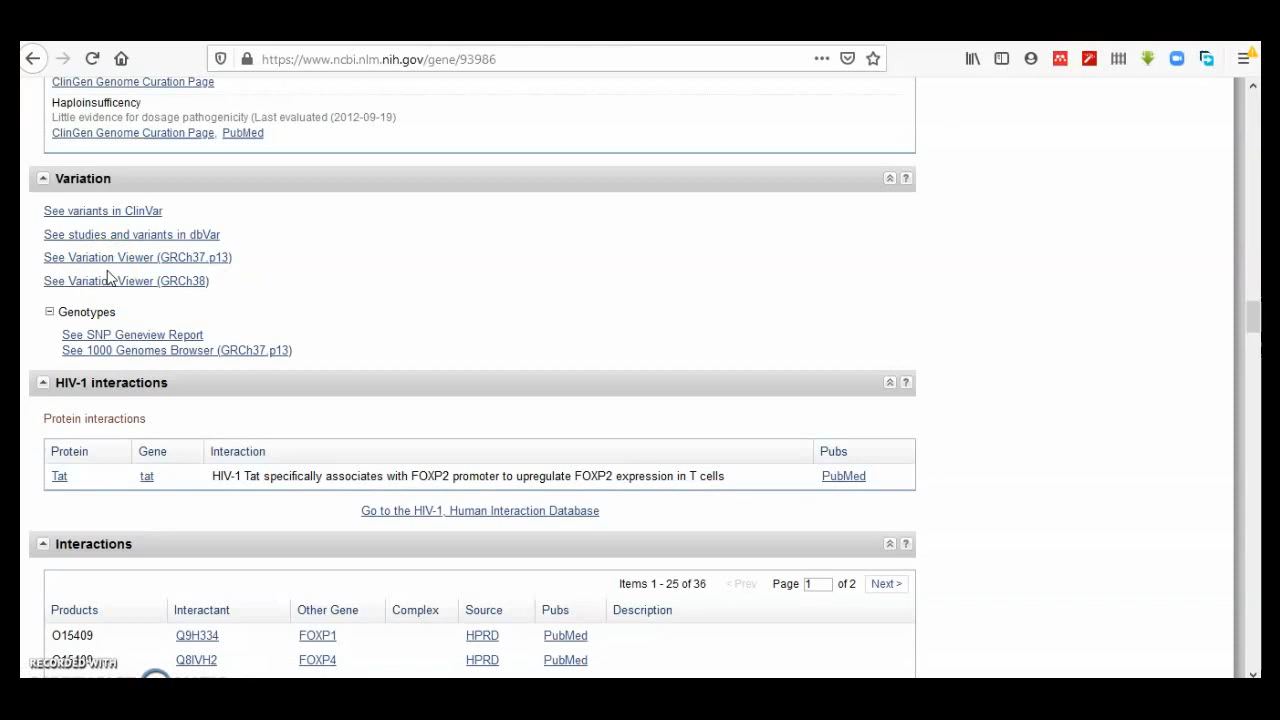 https://www.ncbi.nlm.nih.gov/gene/93986
ClinGen Genome Curation Page
Haploinsufficency
Little evidence for dosage pathogenicity (Last evaluated (2012-09-19)
ClinGen Genome Curation Page, PubMed
Variation
See variants in ClinVar
See studies and variants in dbVar
See Variation Viewer (GRCh37.p13)
See Variation Viewer (GRCh38)
Genotypes
See SNP Geneview Report
See 1000 Genomes Browser (GRCh37.p13)
HIV-1 interactions
Protein interactions
Protein Gene Interaction Pubs
Tat tat HIV-1 Tat specifically associates with FOXP2 promoter to upregulate FOXP2 expression in T cells PubMed
Go to the HIV-1, Human Interaction Database
Interactions
Items 1 - 25 of 36 < Prev Page 1 of 2 Next >
Products Interactant Other Gene Complex Source Pubs Description
O15409 Q9H334 FOXP1 HPRD PubMed
Q8IVH2 FOXP4 HPRD PubMed
RECORDED WITH